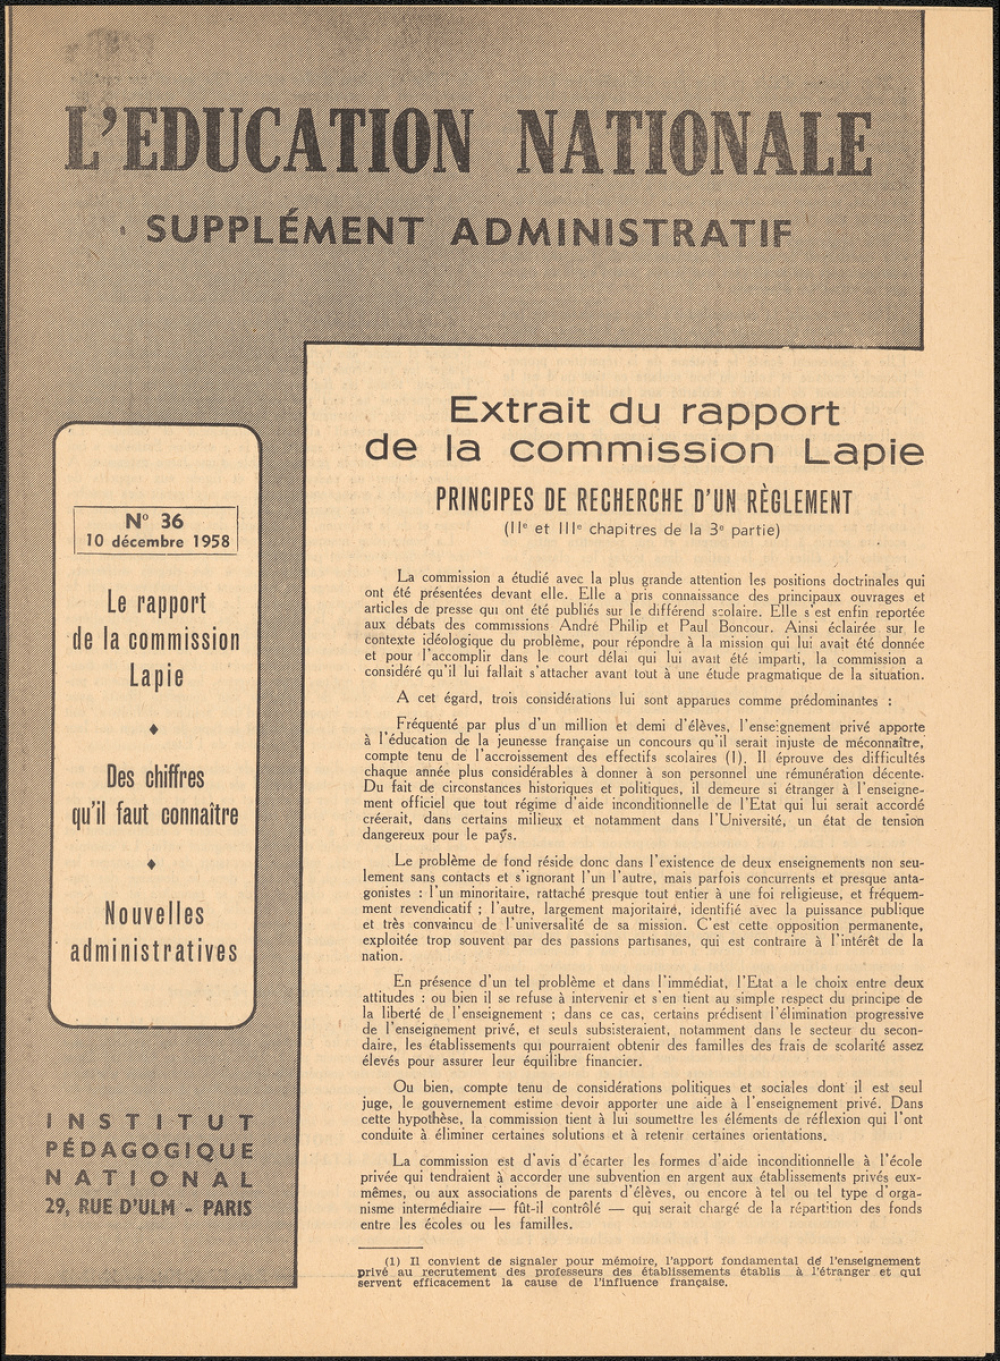 L'EDUCATION NATIONALE
SUPPLÉMENT ADMINISTRATIF
N° 36
10 décembre 1958
Le rapport
de la commission
Lapie
♦
Des chiffres
qu'il faut connaître
♦
Nouvelles
administratives
INSTITUT
PÉDAGOGIQUE
NATIONAL
29, RUE D'ULM - PARIS
Extrait du rapport
de la commission Lapie
PRINCIPES DE RECHERCHE D'UN RÈGLEMENT
(IIe et IIIe chapitres de la 3e partie)
La commission a étudié avec la plus grande attention les positions doctrinales qui
ont été présentées devant elle. Elle a pris connaissance des principaux ouvrages et
articles de presse qui ont été publiés sur le différend scolaire. Elle s'est enfin reportée
aux débats des commissions André Philip et Paul Boncour. Ainsi éclairée sur le
contexte idéologique du problème, pour répondre à la mission qui lui avait été donnée
et pour l'accomplir dans le court délai qui lui avait été imparti, la commission a
considéré qu'il lui fallait s'attacher avant tout à une étude pragmatique de la situation.
A cet égard, trois considérations lui sont apparues comme prédominantes :
Fréquenté par plus d'un million et demi d'élèves, l'enseignement privé apporte
à l'éducation de la jeunesse française un concours qu'il serait injuste de méconnaître,
compte tenu de l'accroissement des effectifs scolaires (1). Il éprouve des difficultés
chaque année plus considérables à donner à son personnel une rémunération décente.
Du fait de circonstances historiques et politiques, il demeure si étranger à l'enseigne-
ment officiel que tout régime d'aide inconditionnelle de l'Etat qui lui serait accordé
créerait, dans certains milieux et notamment dans l'Université, un état de tension
dangereux pour le pays.
Le problème de fond réside donc dans l'existence de deux enseignements non seu-
lement sans contacts et s'ignorant l'un l'autre, mais parfois concurrents et presque anta-
gonistes : l'un minoritaire, rattaché presque tout entier à une foi religieuse, et fréquem-
ment revendicatif ; l'autre, largement majoritaire, identifié avec la puissance publique
et très convaincu de l'universalité de sa mission. C'est cette opposition permanente,
exploitée trop souvent par des passions partisanes, qui est contraire à l'intérêt de la
nation.
En présence d'un tel problème et dans l'immédiat, l'Etat a le choix entre deux
attitudes : ou bien il se refuse à intervenir et s'en tient au simple respect du principe de
la liberté de l'enseignement ; dans ce cas, certains prédisent l'élimination progressive
de l'enseignement privé, et seuls subsisteraient, notamment dans le secteur du secon-
daire, les établissements qui pourraient obtenir des familles des frais de scolarité assez
élevés pour assurer leur équilibre financier.
Ou bien, compte tenu de considérations politiques et sociales dont il est seul
juge, le gouvernement estime devoir apporter une aide à l'enseignement privé. Dans
cette hypothèse, la commission tient à lui soumettre les éléments de réflexion qui l'ont
conduite à éliminer certaines solutions et à retenir certaines orientations.
La commission est d'avis d'écarter les formes d'aide inconditionnelle à l'école
privée qui tendraient à accorder une subvention en argent aux établissements privés eux-
mêmes, ou aux associations de parents d'élèves, ou encore à tel ou tel type d'orga-
nisme intermédiaire — fût-il contrôlé — qui serait chargé de la répartition des fonds
entre les écoles ou les familles.
(1) Il convient de signaler pour mémoire, l'apport fondamental de l'enseignement
privé au recrutement des professeurs des établissements établis à l'étranger et qui
servent efficacement la cause de l'influence française.